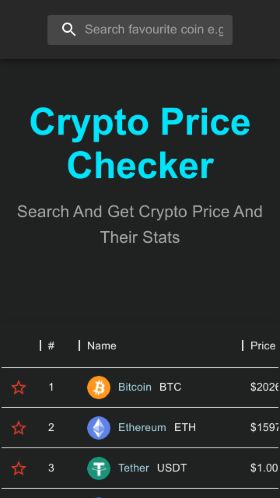 Search favourite coin e.g
Crypto Price
Checker
Search And Get Crypto Price And
Their Stats
# Name Price
1 Bitcoin BTC $2026
2 Ethereum ETH $1597
3 Tether USDT $1.00